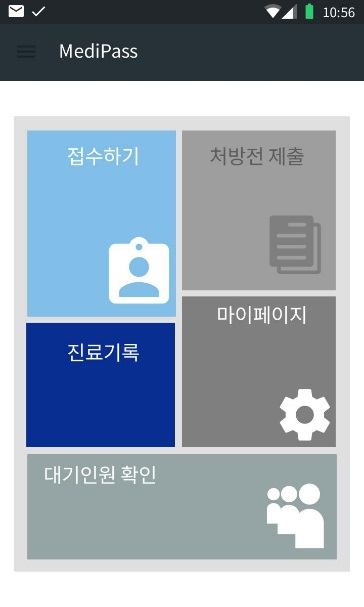 10:56
MediPass
접수하기
처방전 제출
진료기록
마이페이지
대기인원 확인